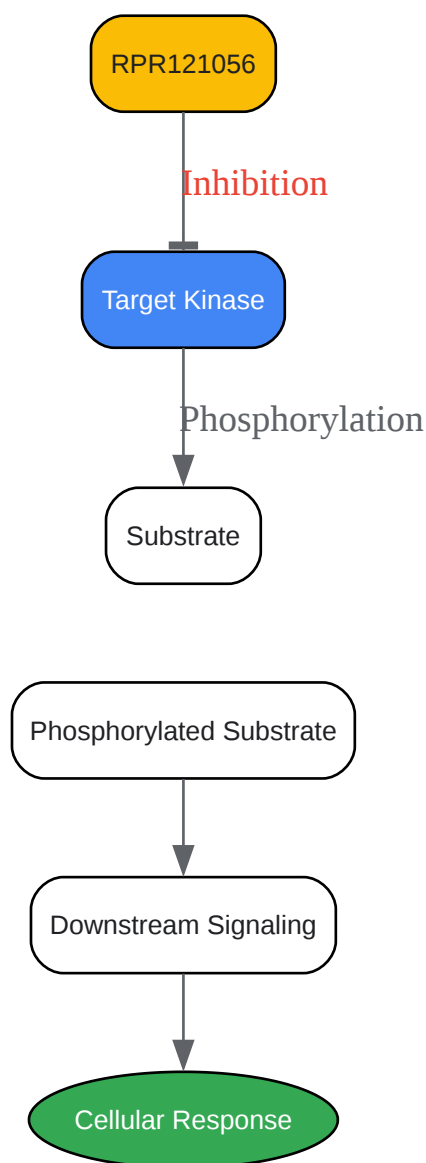 RPR121056
Inhibition
Target Kinase
Phosphorylation
Substrate
Phosphorylated Substrate
Downstream Signaling
Cellular Response